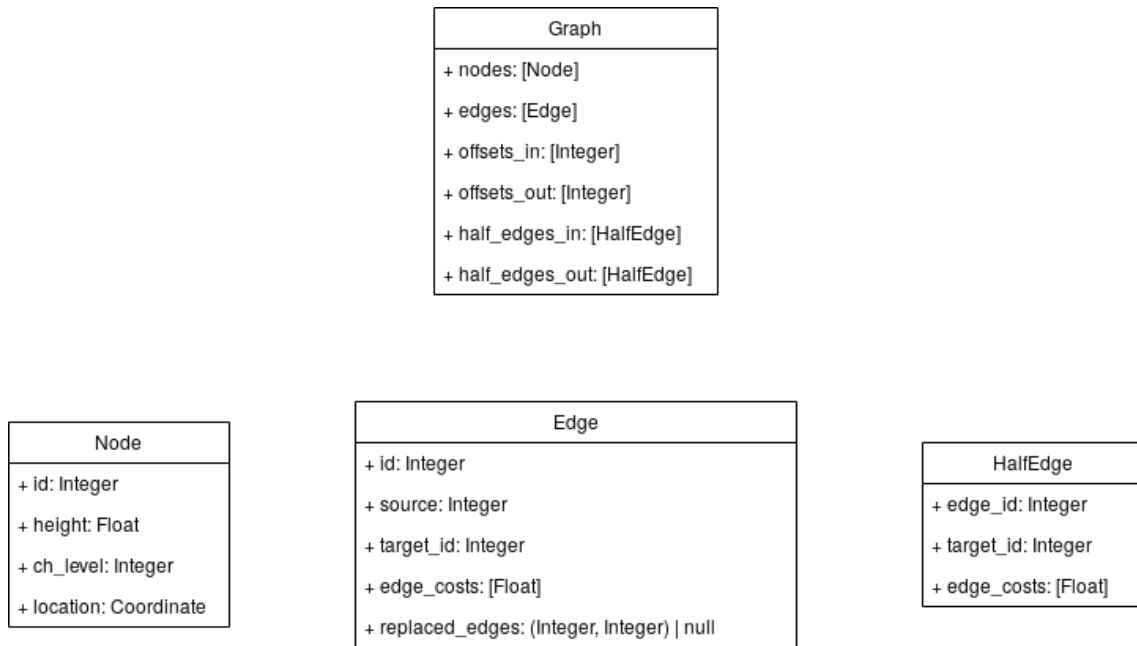 Graph
+ nodes: [Node]
+ edges: [Edge]
+ offsets_in: [Integer]
+ offsets_out: [Integer]
+ half_edges_in: [HalfEdge]
+ half_edges_out: [HalfEdge]
Node
+ id: Integer
+ height: Float
+ ch_level: Integer
+ location: Coordinate
Edge
+ id: Integer
+ source: Integer
+ target_id: Integer
+ edge_costs: [Float]
+ replaced_edges: (Integer, Integer) | null
HalfEdge
+ edge_id: Integer
+ target_id: Integer
+ edge_costs: [Float]